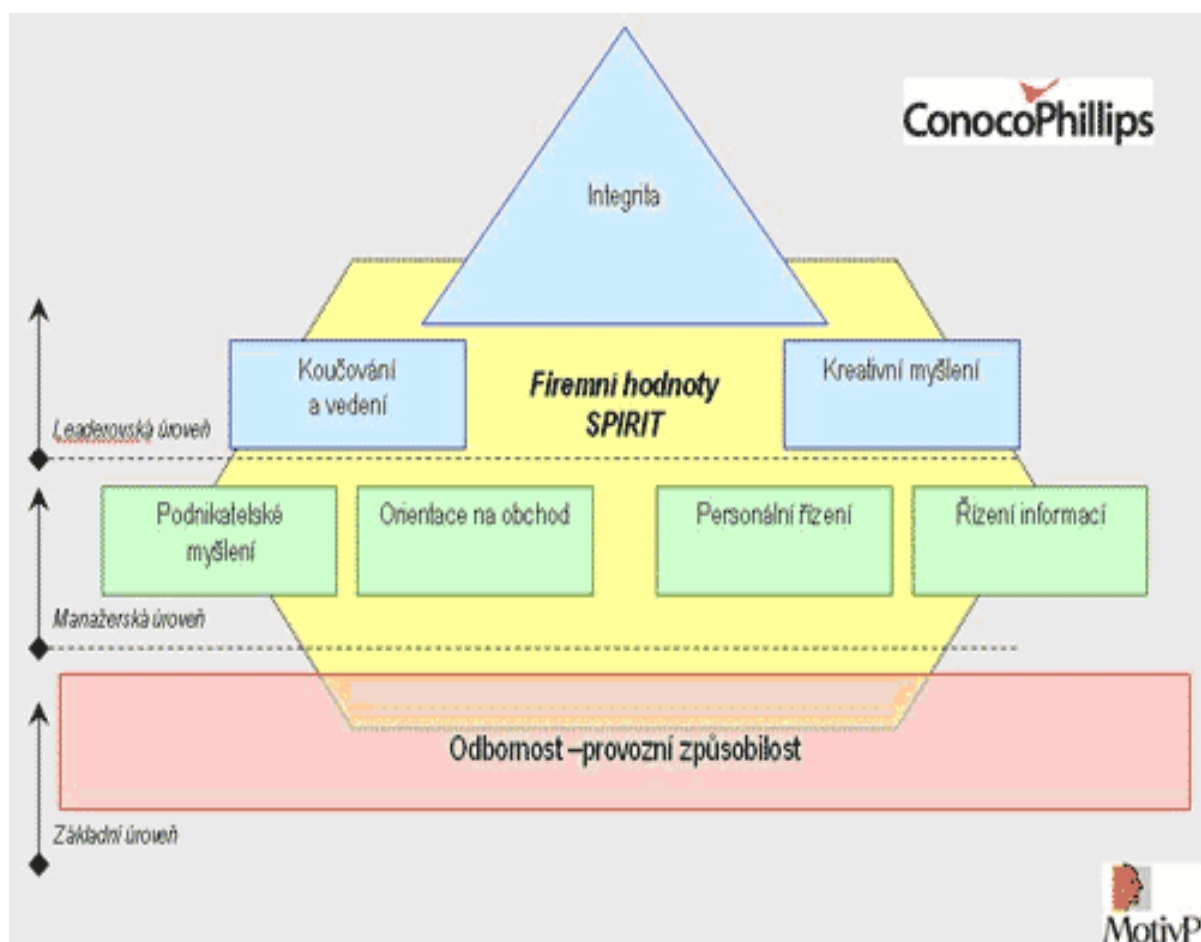 ConocoPhillips
Integrita
Koučování
a vedení
Firemní hodnoty
SPIRIT
Kreativní myšlení
Leaderovská úroveň
Podnikatelské
myšlení
Orientace na obchod
Personální řízení
Řízení informací
Manažerská úroveň
Odbornost –provozní způsobilost
Základní úroveň
MotivP